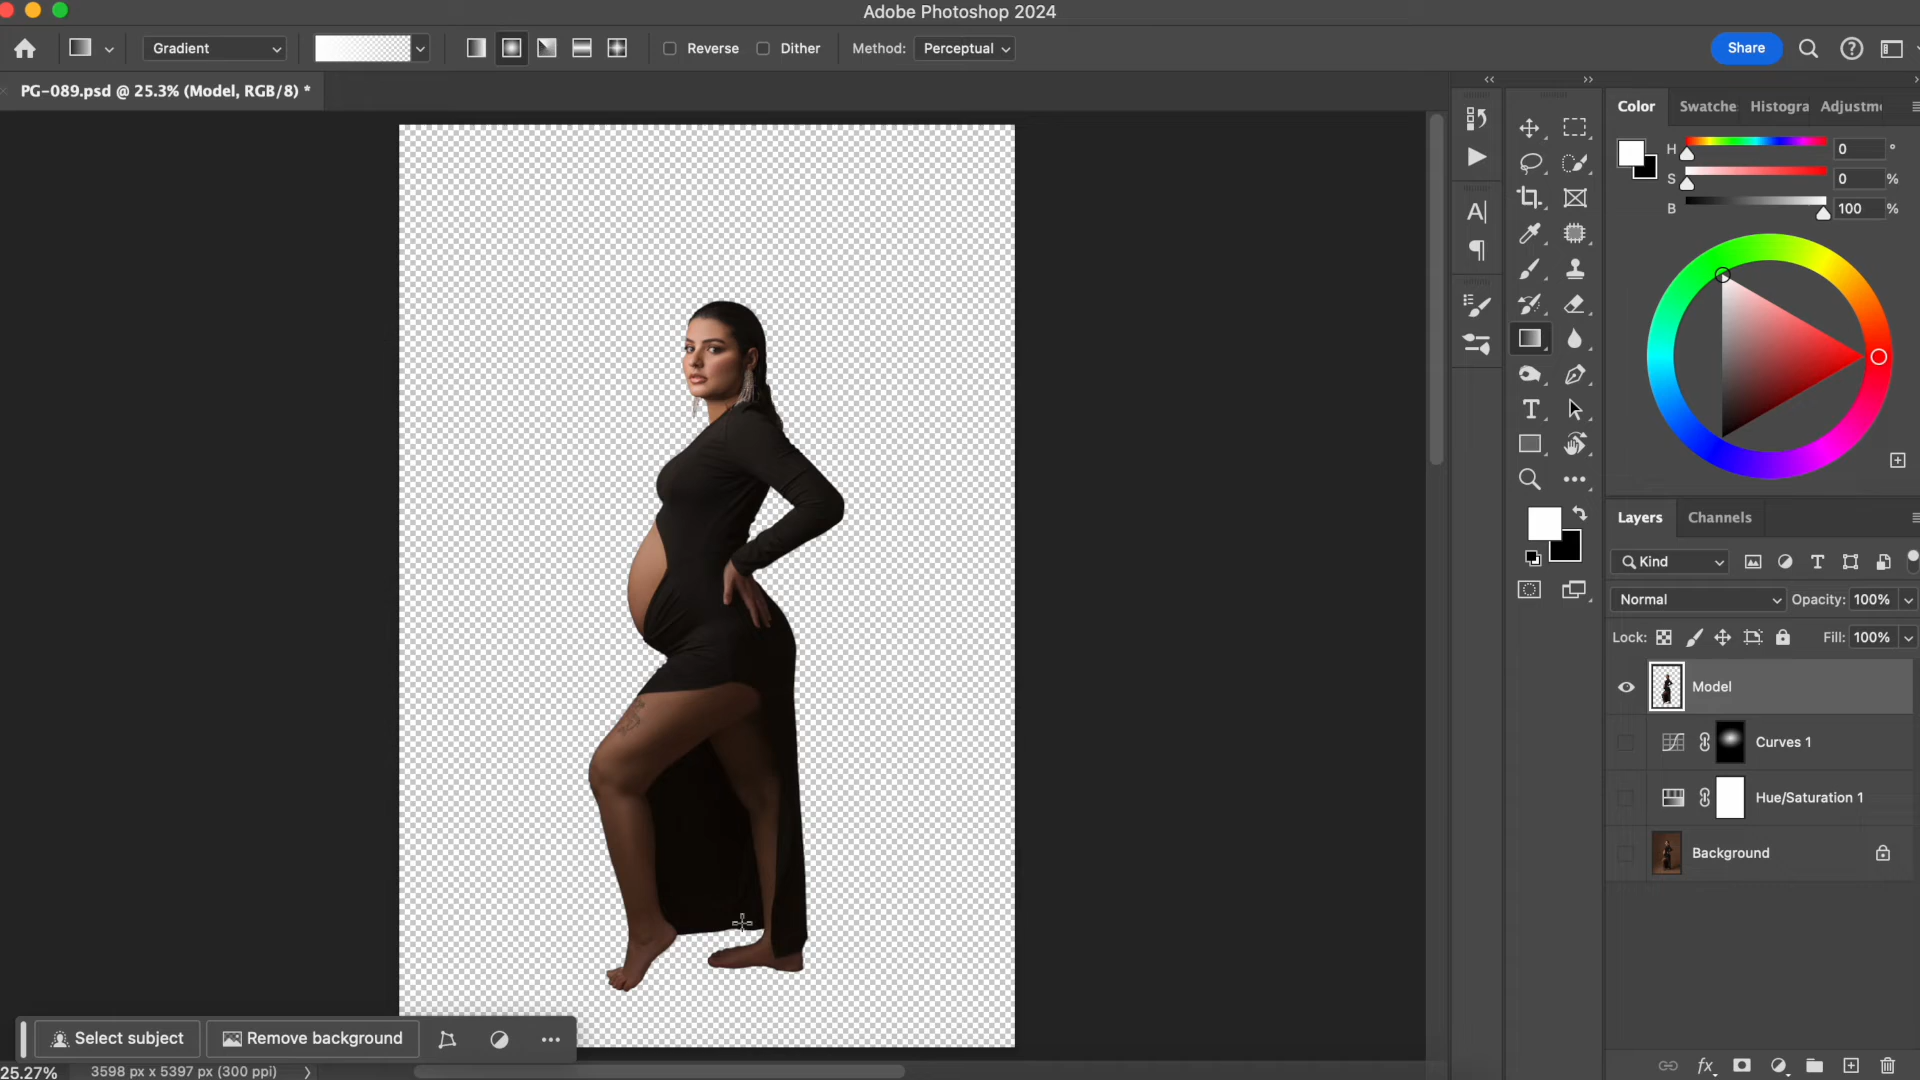 Adobe Photoshop 2024
Gradient
Reverse
Dither
Method:
Perceptual
Share
PG-089.psd @ 25.3% (Model, RGB/8) *
Color
Swatche
Histogra
Adjustm
H
0
°
S
0
%
B
100
%
Layers
Channels
Kind
Normal
Opacity: 100%
Lock:
Fill: 100%
Model
Curves 1
Hue/Saturation 1
Background
Select subject
Remove background
25.27%
3598 px x 5397 px (300 ppi)